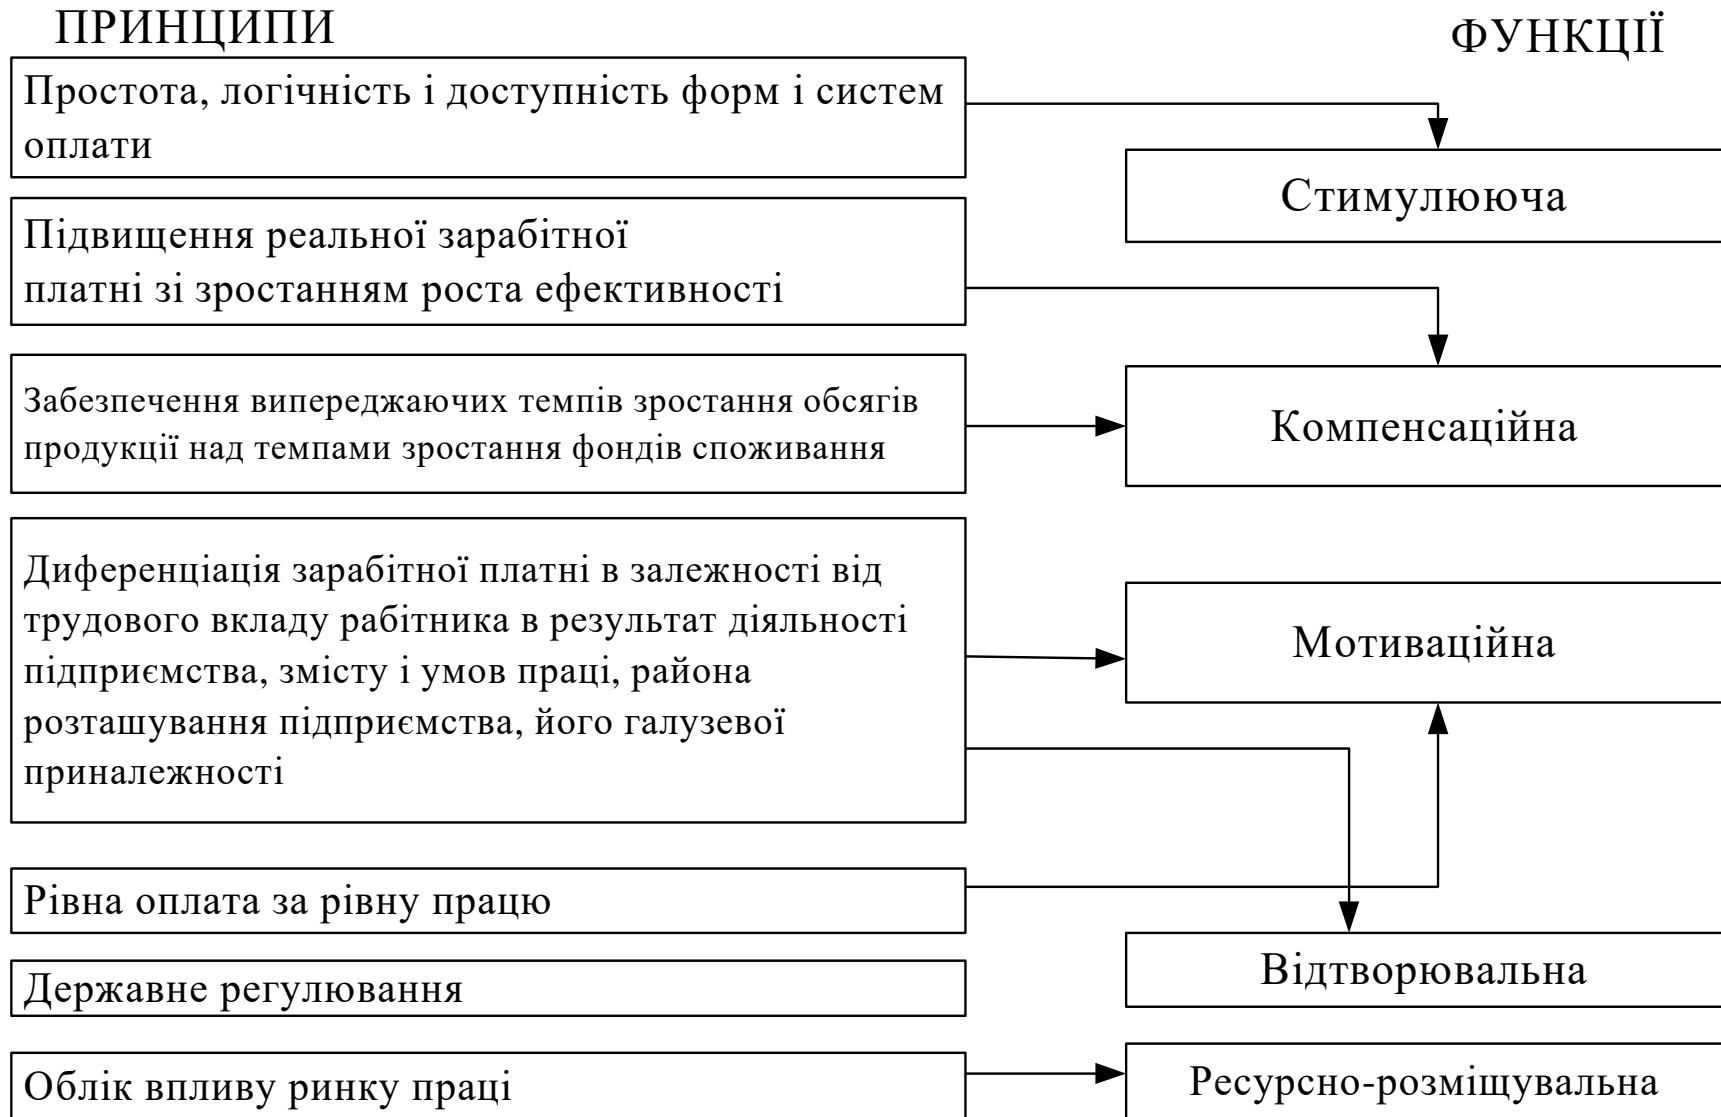 ПРИНЦИПИ
ФУНКЦІЇ
Простота, логічність і доступність форм і систем
оплати
Стимулююча
Підвищення реальної зарабітної
платні зі зростанням роста ефективності
Забезпечення випереджаючих темпів зростання обсягів
продукції над темпами зростання фондів споживання
Компенсаційна
Диференціація зарабітної платні в залежності від
трудового вкладу рабітника в результат діяльності
підприємства, змісту і умов праці, района
розташування підприємства, його галузевої
приналежності
Мотиваційна
Рівна оплата за рівну працю
Відтворювальна
Державне регулювання
Облік впливу ринку праці
Ресурсно-розміщувальна